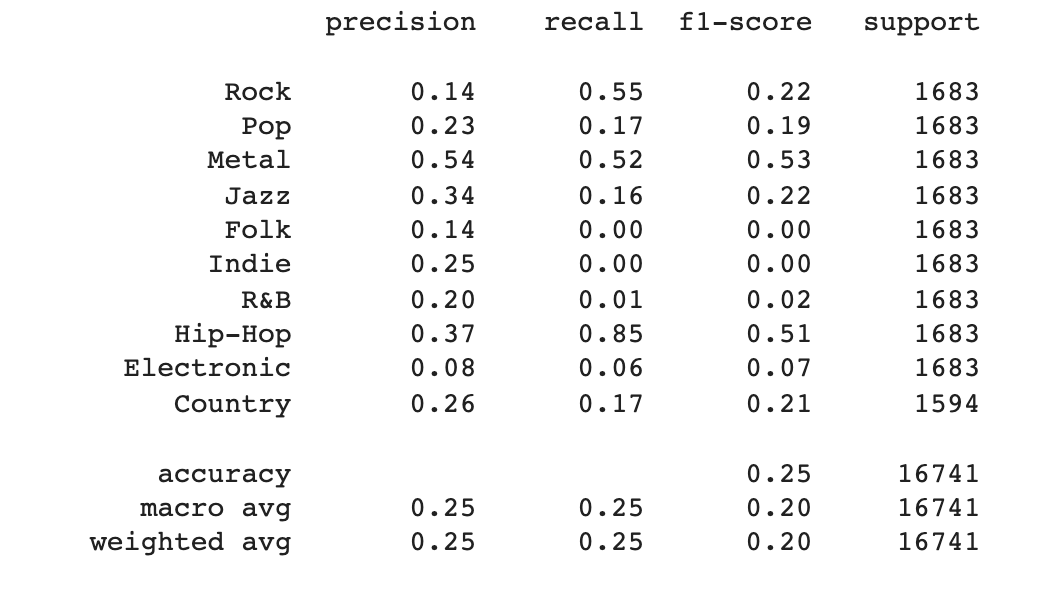 precision recall f1-score support
Rock 0.14 0.55 0.22 1683
Pop 0.23 0.17 0.19 1683
Metal 0.54 0.52 0.53 1683
Jazz 0.34 0.16 0.22 1683
Folk 0.14 0.00 0.00 1683
Indie 0.25 0.00 0.00 1683
R&B 0.20 0.01 0.02 1683
Hip-Hop 0.37 0.85 0.51 1683
Electronic 0.08 0.06 0.07 1683
Country 0.26 0.17 0.21 1594
accuracy 0.25 16741
macro avg 0.25 0.25 0.20 16741
weighted avg 0.25 0.25 0.20 16741